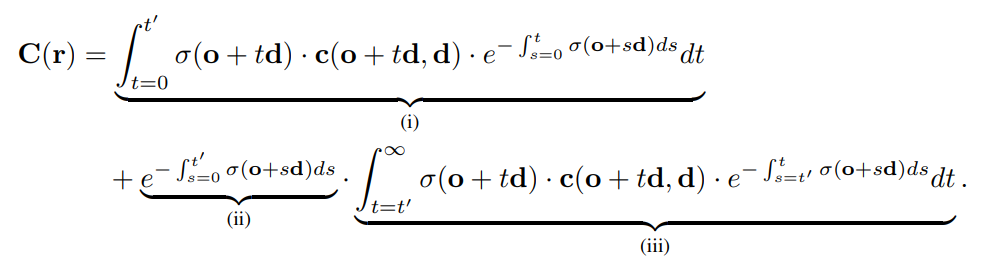 C(r) = ∫_{t=0}^{t′} σ(o + td) · c(o + td, d) · e^{− ∫_{s=0}^{t} σ(o+sd)ds} dt
(i)
+ e^{− ∫_{s=0}^{t′} σ(o+sd)ds} · ∫_{t=t′}^{∞} σ(o + td) · c(o + td, d) · e^{− ∫_{s=t′}^{t} σ(o+sd)ds} dt .
(ii)
(iii)